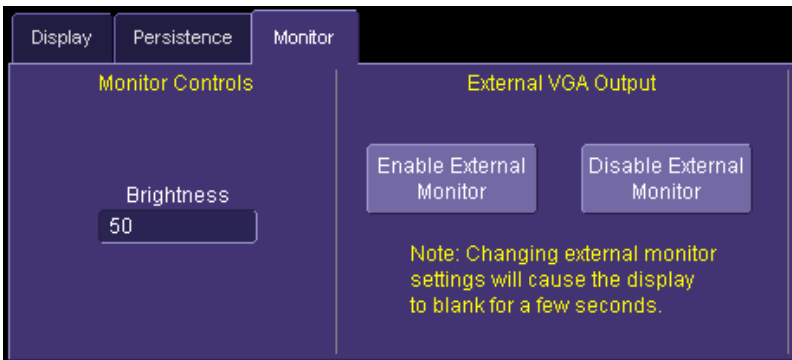 Display Persistence Monitor
Monitor Controls
Brightness
50
External VGA Output
Enable External
Monitor
Disable External
Monitor
Note: Changing external monitor
settings will cause the display
to blank for a few seconds.